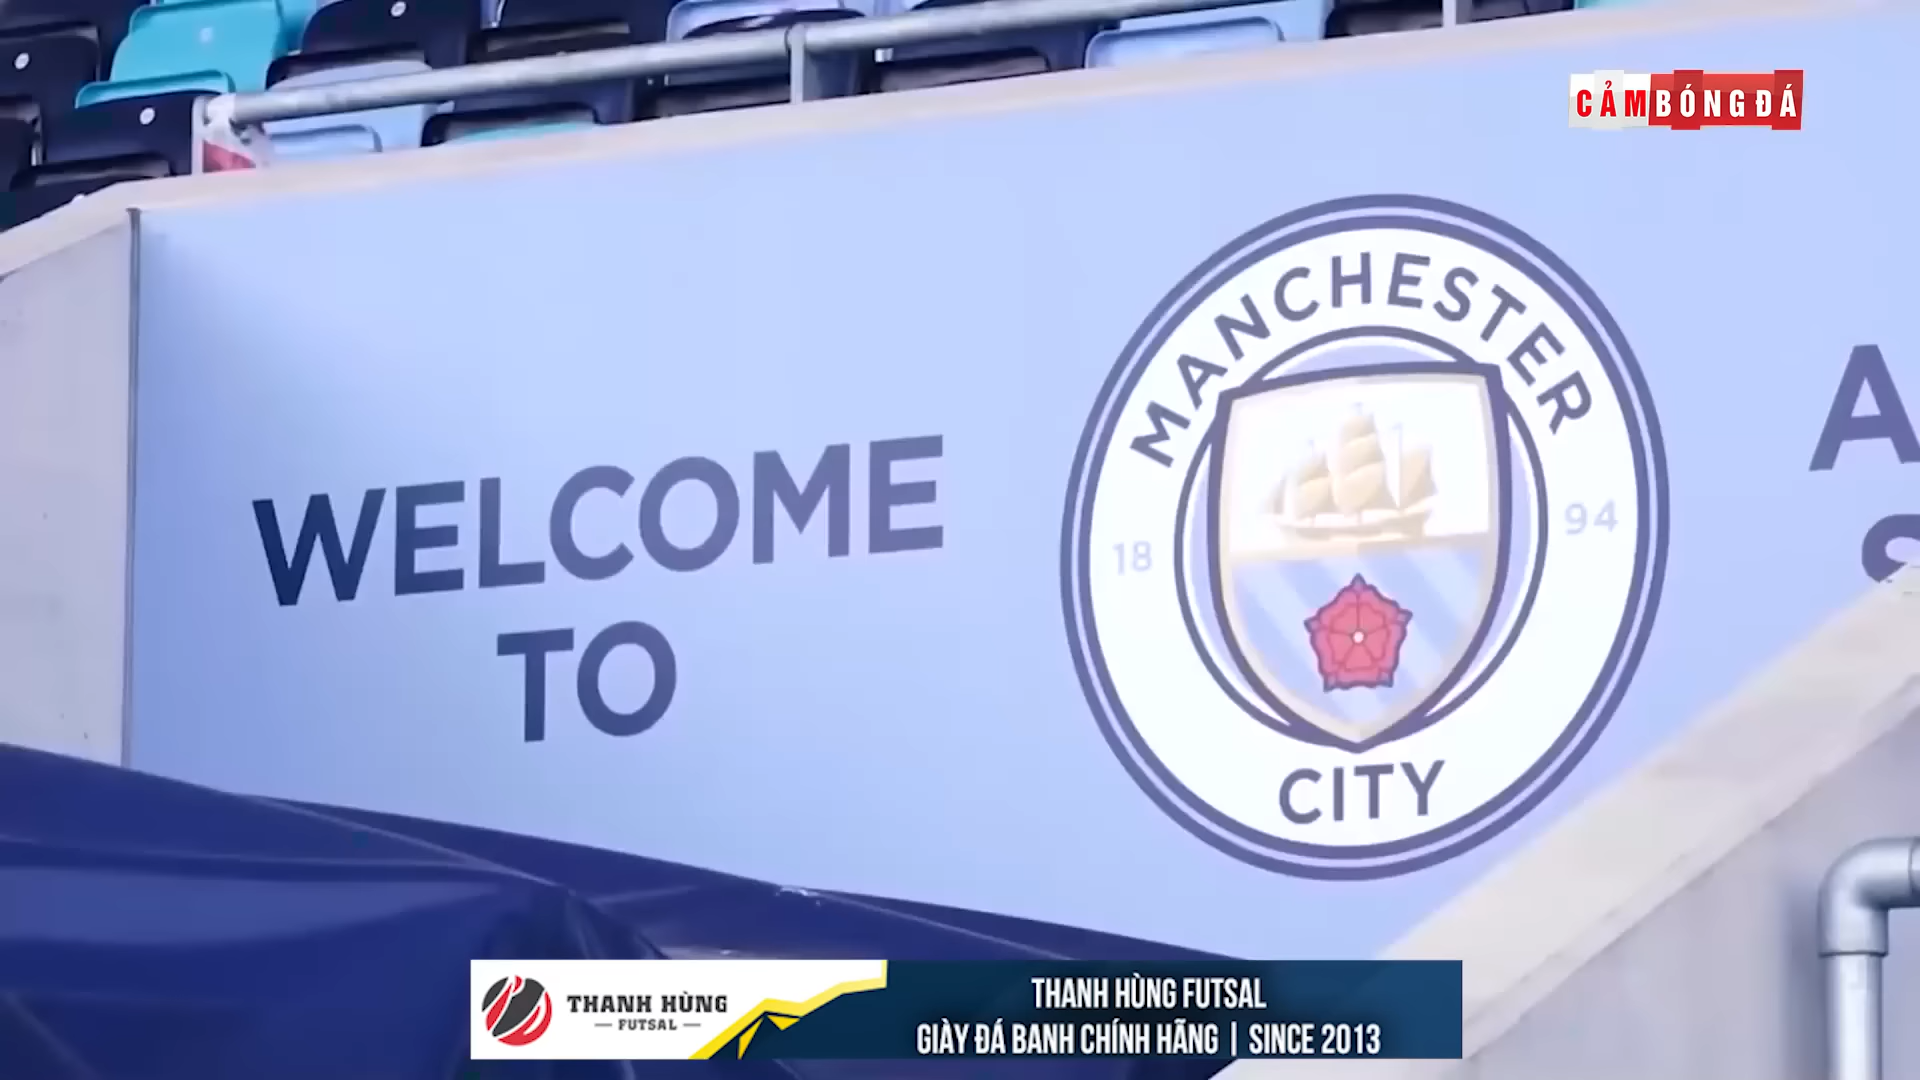 CẢMBÓNGĐÁ
WELCOME
TO
MANCHESTER
18 94
CITY
THANH HÙNG
FUTSAL
THANH HÙNG FUTSAL
GIÀY ĐÁ BANH CHÍNH HÃNG | SINCE 2013